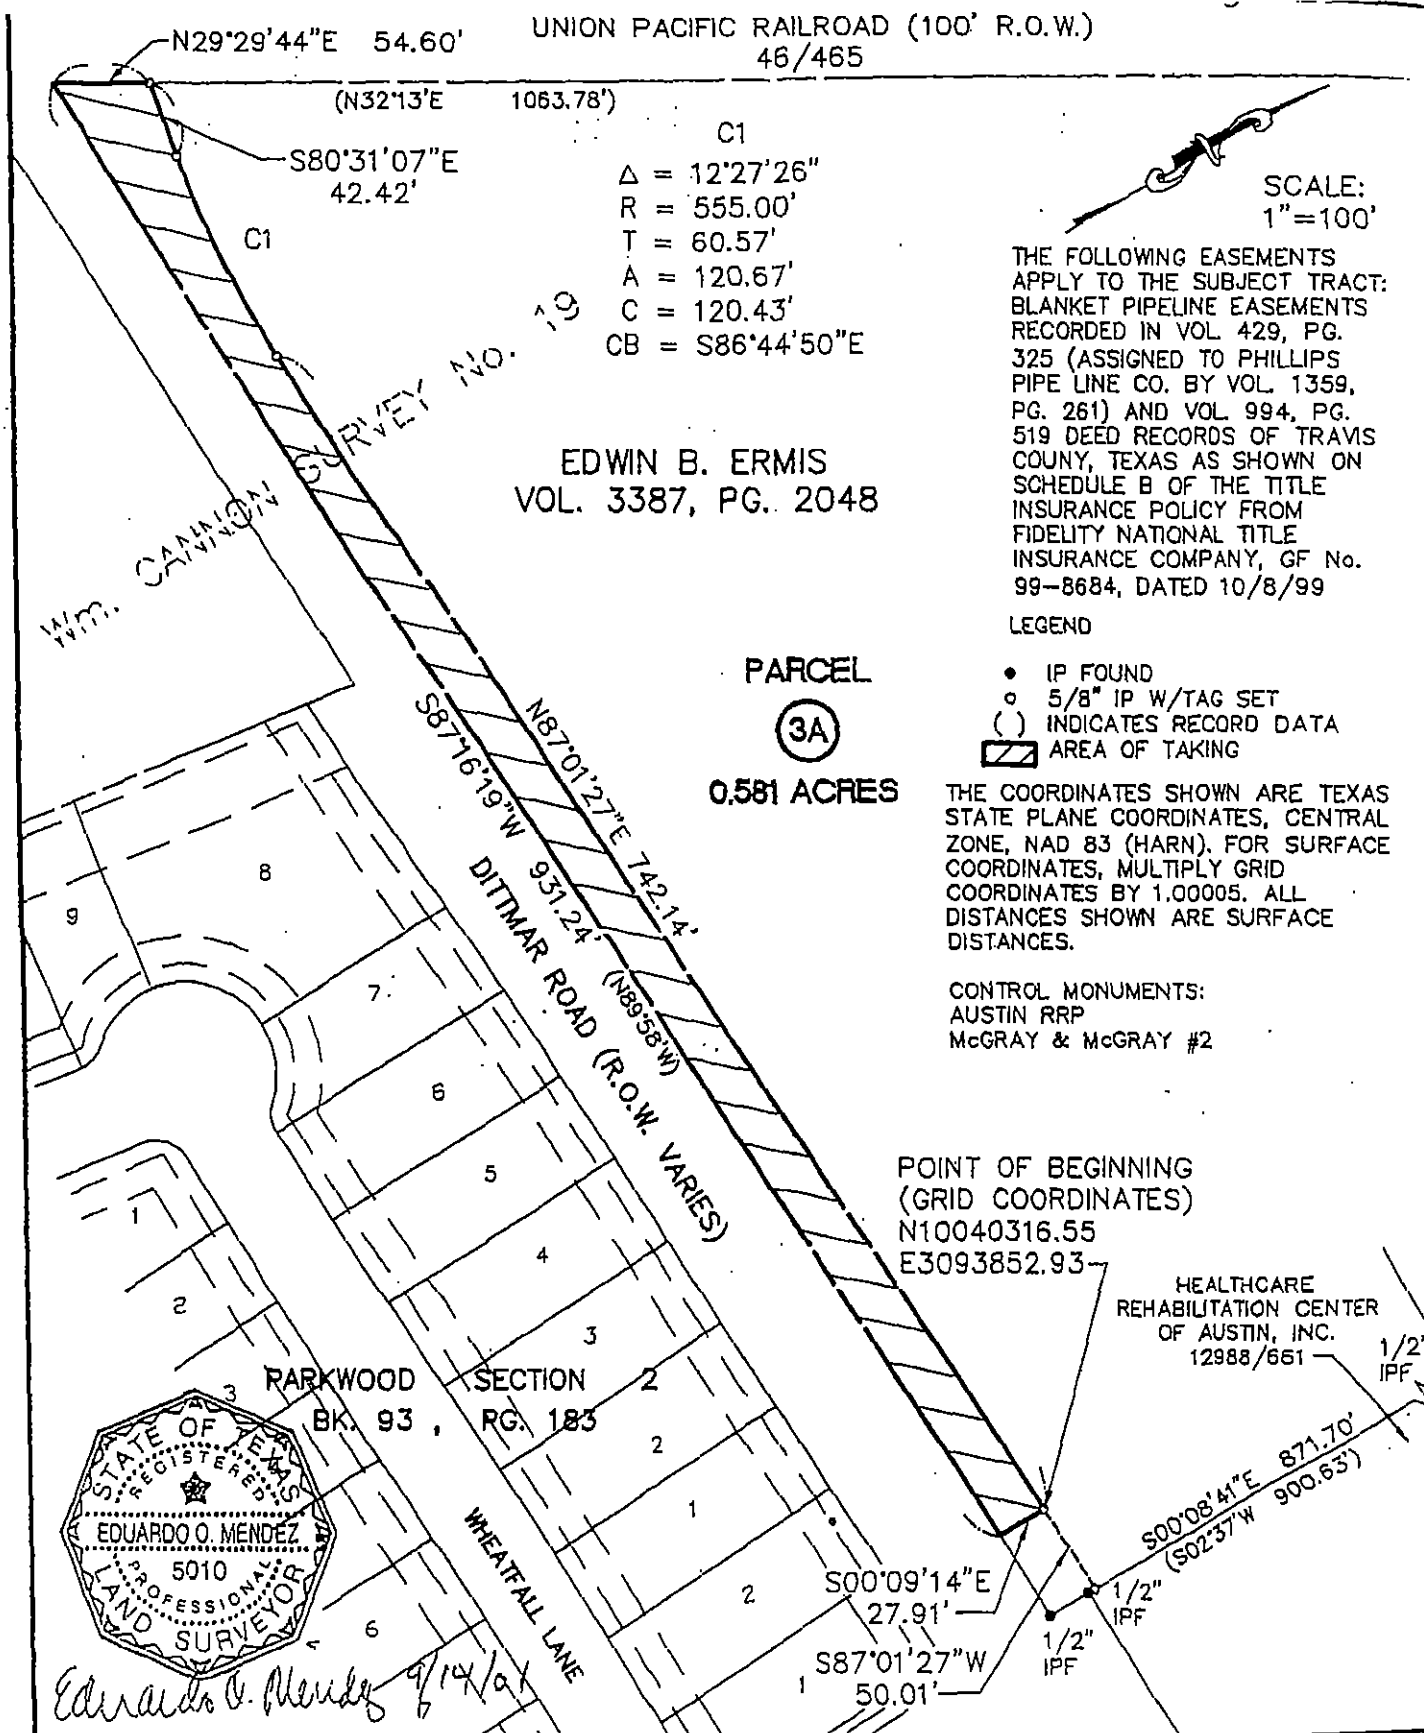 N29°29'44"E 54.60'
UNION PACIFIC RAILROAD (100' R.O.W.)
46/465
(N32°13'E 1063.78')
S80°31'07"E
42.42'
C1
C1
Δ = 12°27'26"
R = 555.00'
T = 60.57'
A = 120.67'
C = 120.43'
CB = S86°44'50"E
SCALE:
1"=100'
THE FOLLOWING EASEMENTS
APPLY TO THE SUBJECT TRACT:
BLANKET PIPELINE EASEMENTS
RECORDED IN VOL 429, PG.
325 (ASSIGNED TO PHILLIPS
PIPE LINE CO. BY VOL. 1359,
PG. 261) AND VOL 994, PG.
519 DEED RECORDS OF TRAVIS
COUNY, TEXAS AS SHOWN ON
SCHEDULE B OF THE TITLE
INSURANCE POLICY FROM
FIDELITY NATIONAL TITLE
INSURANCE COMPANY, GF No.
99-8684, DATED 10/8/99
Wm. CANNON SURVEY No. 19
EDWIN B. ERMIS
VOL. 3387, PG. 2048
LEGEND
IP FOUND
5/8" IP W/TAG SET
( ) INDICATES RECORD DATA
AREA OF TAKING
PARCEL
3A
0.581 ACRES
THE COORDINATES SHOWN ARE TEXAS
STATE PLANE COORDINATES, CENTRAL
ZONE, NAD 83 (HARN). FOR SURFACE
COORDINATES, MULTIPLY GRID
COORDINATES BY 1.00005. ALL
DISTANCES SHOWN ARE SURFACE
DISTANCES.
CONTROL MONUMENTS:
AUSTIN RRP
McGRAY & McGRAY #2
N87°01'27"E 742.14'
S87°16'19"W 931.24' (N89°58'W)
DITTMAR ROAD (R.O.W. VARIES)
8
9
7
6
5
4
3
2
1
2
1
1
2
3
6
POINT OF BEGINNING
(GRID COORDINATES)
N10040316.55
E3093852.93
HEALTHCARE
REHABILITATION CENTER
OF AUSTIN, INC.
12988/661
1/2"
IPF
S00°08'41"E 871.70'
(S02°37'W 900.63')
PARKWOOD SECTION 2
BK. 93 , PG. 183
WHEATFALL LANE
S00°09'14"E
27.91'
S87°01'27"W
50.01'
1/2"
IPF
1/2"
IPF
STATE OF TEXAS
REGISTERED
EDUARDO O. MENDEZ
5010
PROFESSIONAL
LAND SURVEYOR
Eduardo O. Mendez 9/14/01